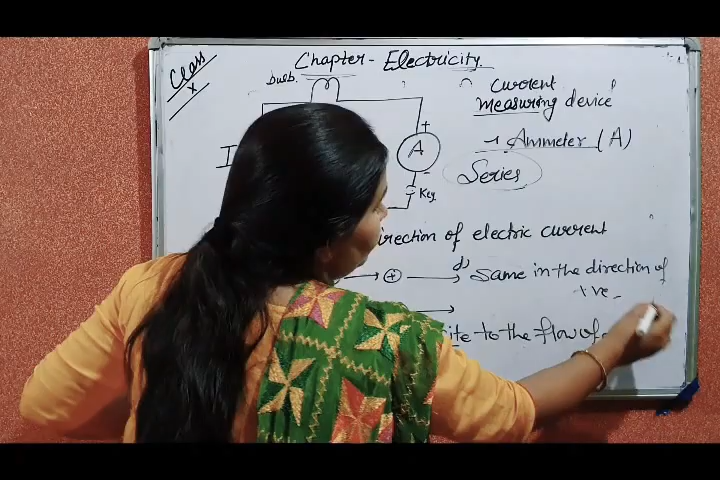 Class
X
Chapter - Electricity
bulb
Current
measuring device
→ Ammeter (A)
Series
+
A
-
Key
I
irection of electric current
+
d)
Same in the direction of
+ve
ite to the flow of